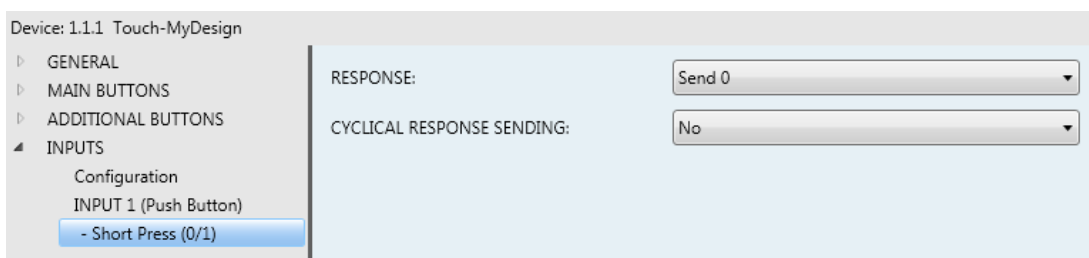 Device: 1.1.1 Touch-MyDesign
GENERAL
MAIN BUTTONS
ADDITIONAL BUTTONS
INPUTS
Configuration
INPUT 1 (Push Button)
- Short Press (0/1)
RESPONSE: Send 0
CYCLICAL RESPONSE SENDING: No